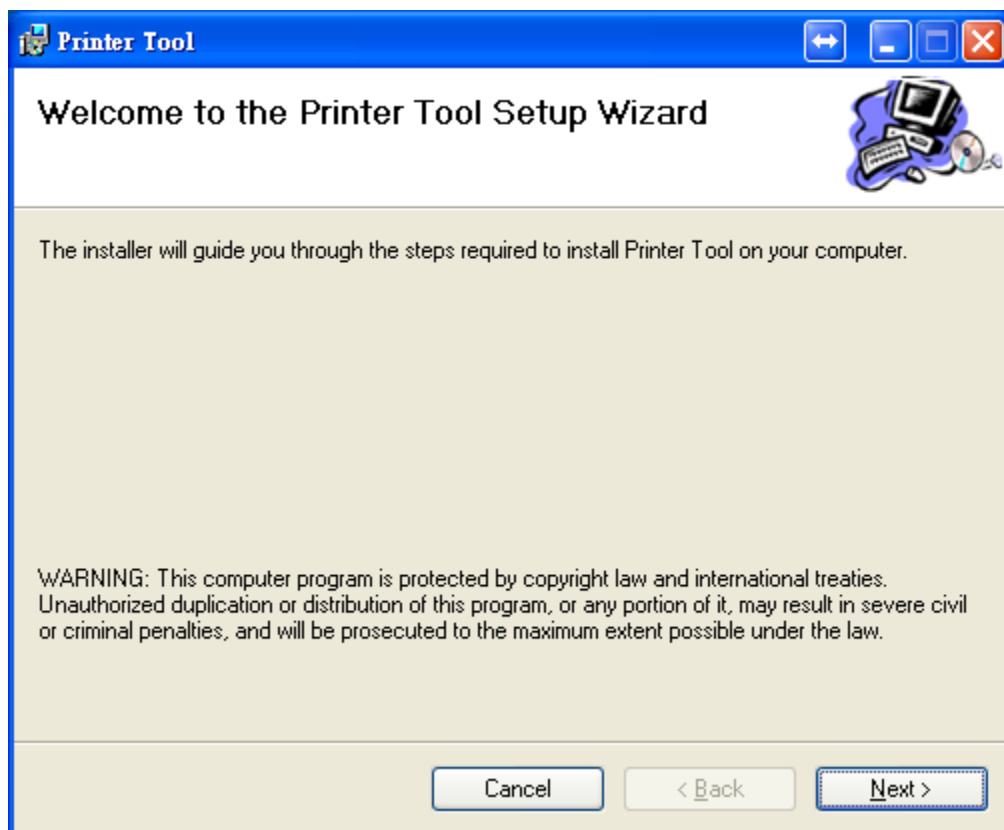 Printer Tool
Welcome to the Printer Tool Setup Wizard
The installer will guide you through the steps required to install Printer Tool on your computer.
WARNING: This computer program is protected by copyright law and international treaties.
Unauthorized duplication or distribution of this program, or any portion of it, may result in severe civil
or criminal penalties, and will be prosecuted to the maximum extent possible under the law.
Cancel
< Back
Next >